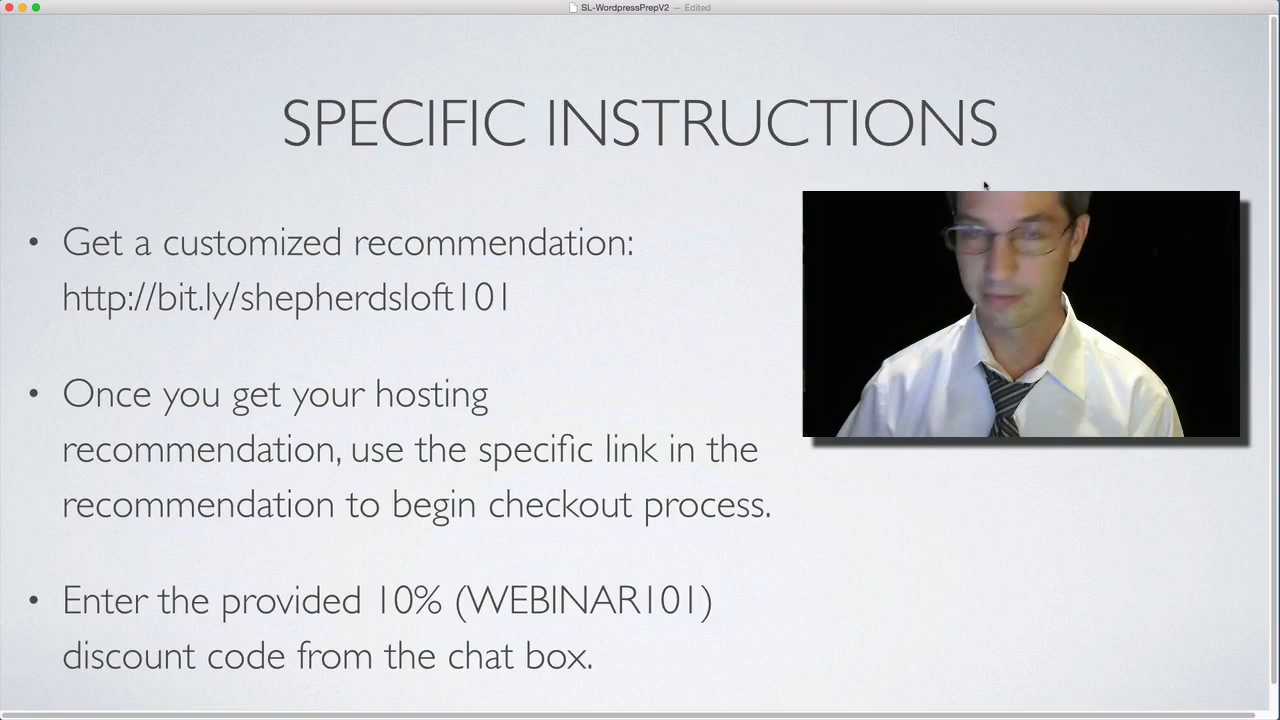 SL-WordpressPrepV2 — Edited
SPECIFIC INSTRUCTIONS
• Get a customized recommendation:
http://bit.ly/shepherdsloft101
• Once you get your hosting
recommendation, use the specific link in the
recommendation to begin checkout process.
• Enter the provided 10% (WEBINAR101)
discount code from the chat box.